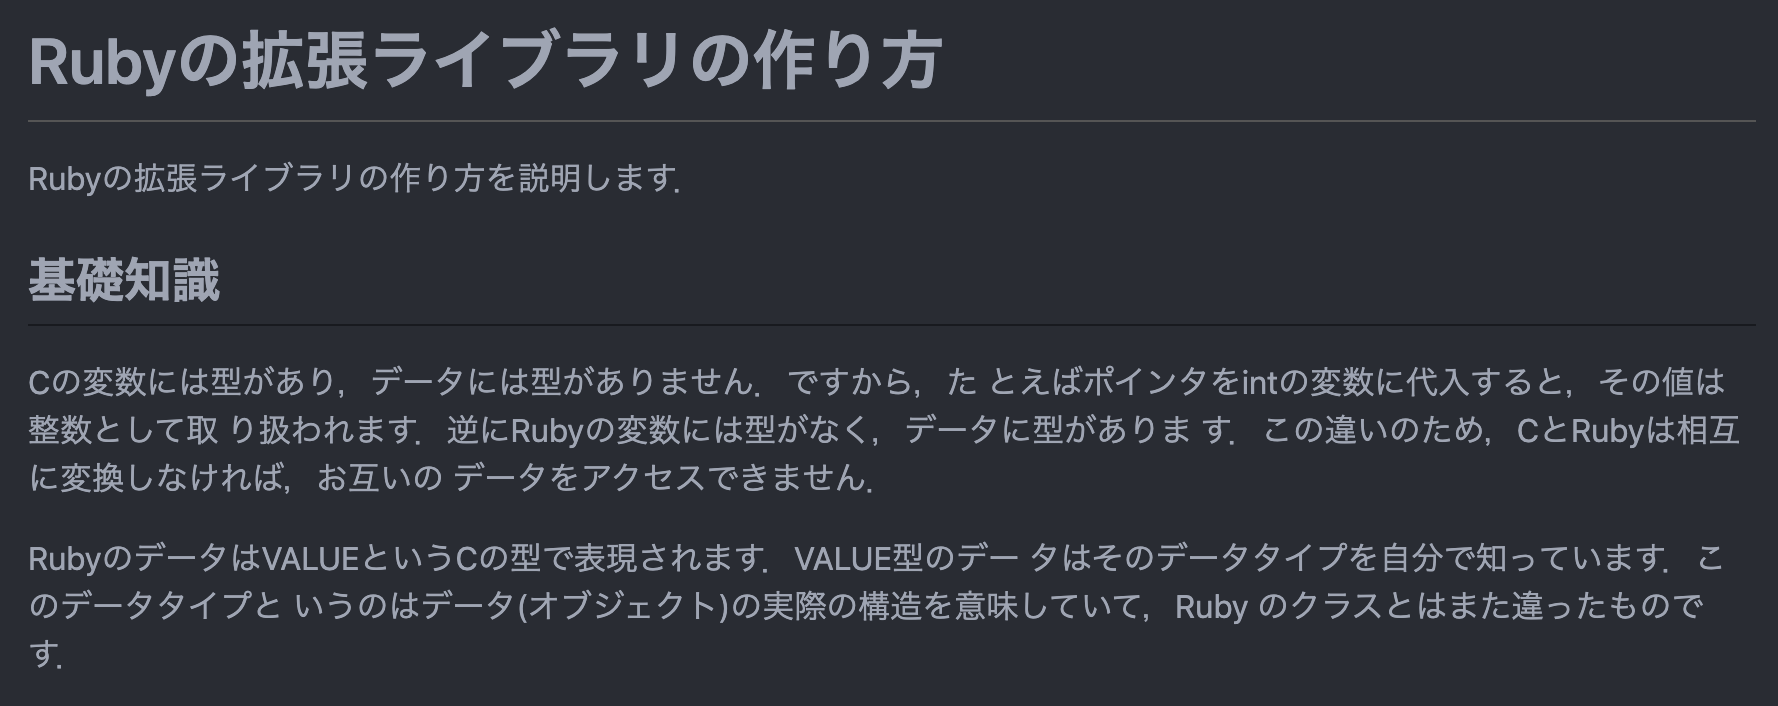 Rubyの拡張ライブラリの作り方
Rubyの拡張ライブラリの作り方を説明します．
基礎知識
Cの変数には型があり，データには型がありません．ですから，た とえばポインタをintの変数に代入すると，その値は
整数として取 り扱われます．逆にRubyの変数には型がなく，データに型がありま す．この違いのため，CとRubyは相互
に変換しなければ，お互いの データをアクセスできません．
RubyのデータはVALUEというCの型で表現されます．VALUE型のデー タはそのデータタイプを自分で知っています．こ
のデータタイプと いうのはデータ(オブジェクト)の実際の構造を意味していて，Ruby のクラスとはまた違ったもので
す．